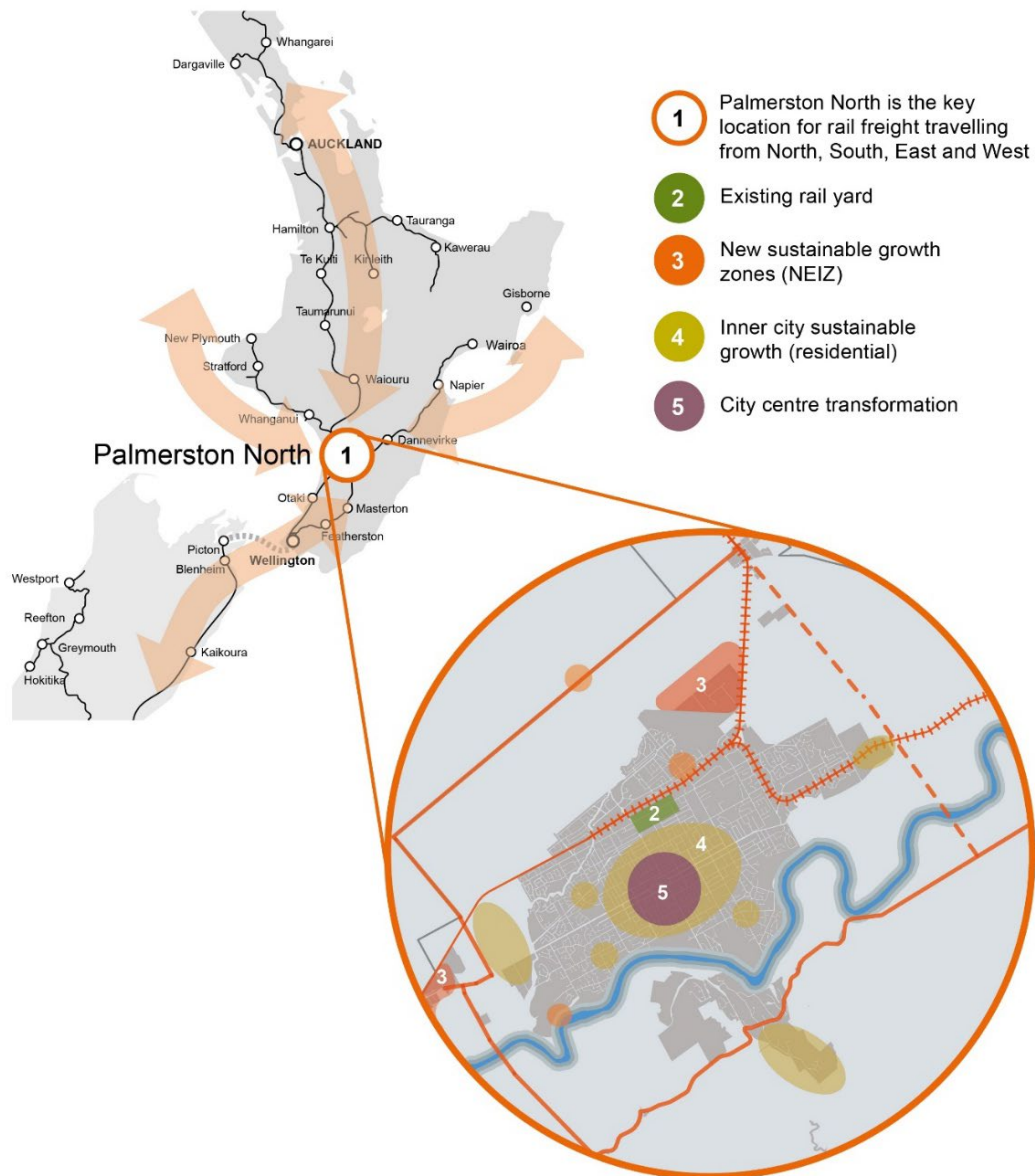 Whangarei
Dargaville
AUCKLAND
Hamilton
Tauranga
Kawerau
Te Kuiti
Kinleith
Gisborne
Taumarunui
New Plymouth
Wairoa
Stratford
Waiouru
Napier
Whanganui
Dannevirke
Palmerston North
1
Otaki
Masterton
Featherston
Picton
Wellington
Blenheim
Westport
Reefton
Greymouth
Kaikoura
Hokitika
1
Palmerston North is the key
location for rail freight travelling
from North, South, East and West
2
Existing rail yard
3
New sustainable growth
zones (NEIZ)
4
Inner city sustainable
growth (residential)
5
City centre transformation
3
2
4
5
3